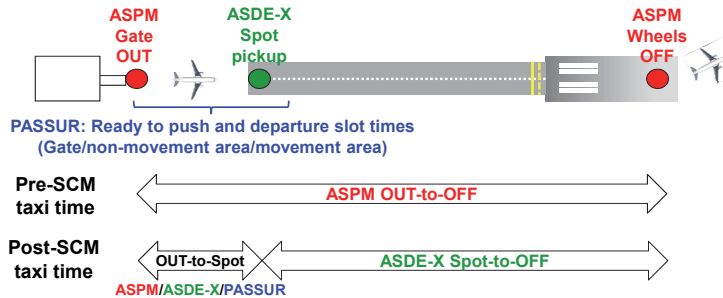 ASPM
Gate
OUT
ASDE-X
Spot
pickup
ASPM
Wheels
OFF
PASSUR: Ready to push and departure slot times
(Gate/non-movement area/movement area)
Pre-SCM
taxi time
ASPM OUT-to-OFF
Post-SCM
taxi time
OUT-to-Spot
ASDE-X Spot-to-OFF
ASPM/ASDE-X/PASSUR